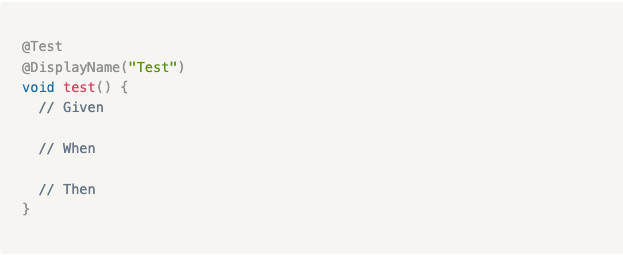 @Test
@DisplayName("Test")
void test() {
  // Given
  // When
  // Then
}